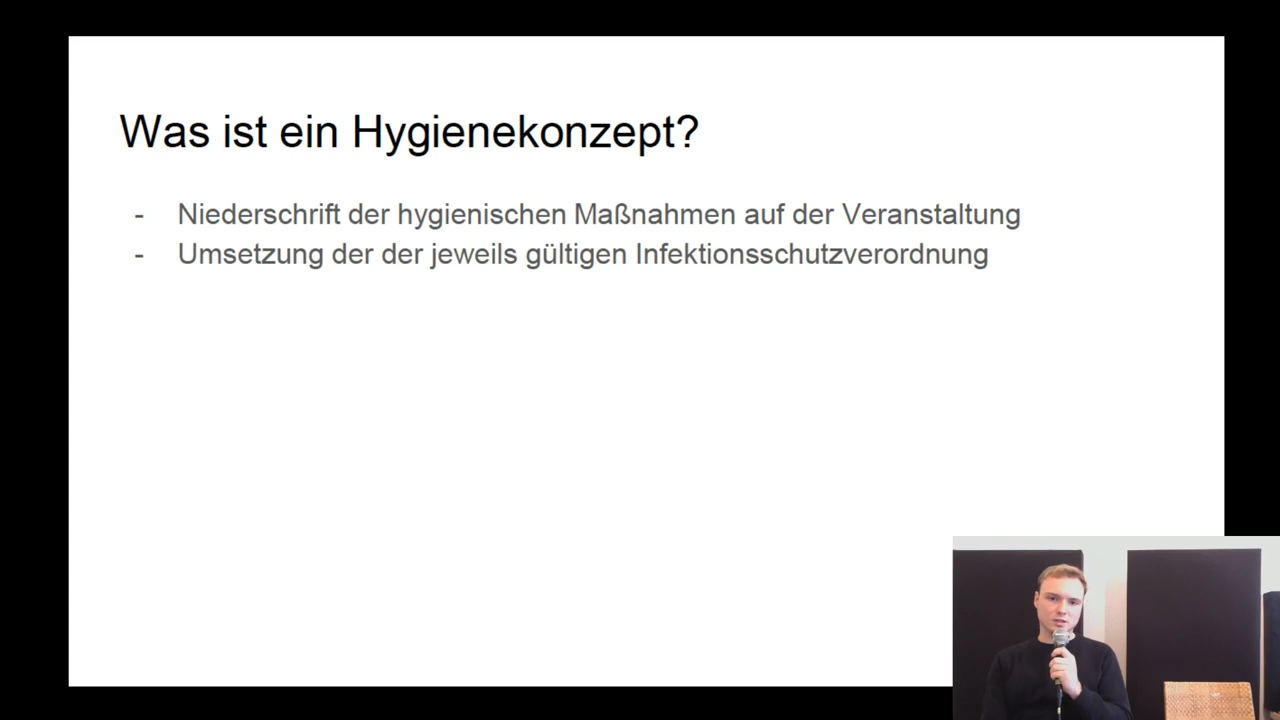 Was ist ein Hygienekonzept?
- Niederschrift der hygienischen Maßnahmen auf der Veranstaltung
- Umsetzung der der jeweils gültigen Infektionsschutzverordnung